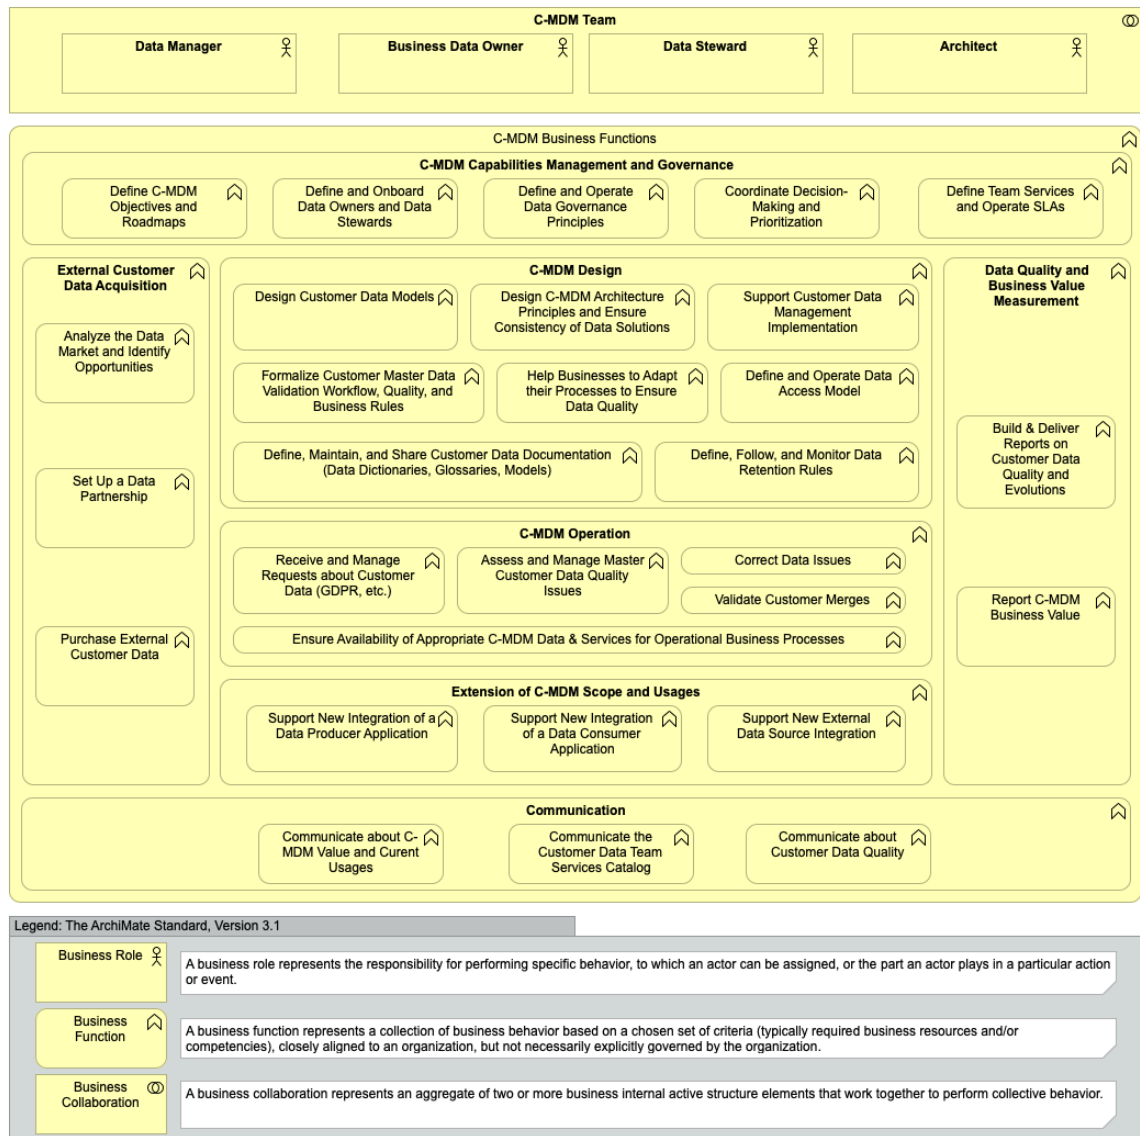 C-MDM Team
Data Manager
Business Data Owner
Data Steward
Architect
C-MDM Business Functions
C-MDM Capabilities Management and Governance
Define C-MDM
Objectives and
Roadmaps
Define and Onboard
Data Owners and Data
Stewards
Define and Operate
Data Governance
Principles
Coordinate Decision-
Making and
Prioritization
Define Team Services
and Operate SLAs
External Customer
Data Acquisition
Analyze the Data
Market and Identify
Opportunities
Set Up a Data
Partnership
Purchase External
Customer Data
C-MDM Design
Design Customer Data Models
Design C-MDM Architecture
Principles and Ensure
Consistency of Data Solutions
Support Customer Data
Management
Implementation
Formalize Customer Master Data
Validation Workflow, Quality, and
Business Rules
Help Businesses to Adapt
their Processes to Ensure
Data Quality
Define and Operate Data
Access Model
Define, Maintain, and Share Customer Data Documentation
(Data Dictionaries, Glossaries, Models)
Define, Follow, and Monitor Data
Retention Rules
C-MDM Operation
Receive and Manage
Requests about Customer
Data (GDPR, etc.)
Assess and Manage Master
Customer Data Quality
Issues
Correct Data Issues
Validate Customer Merges
Ensure Availability of Appropriate C-MDM Data & Services for Operational Business Processes
Extension of C-MDM Scope and Usages
Support New Integration of a
Data Producer Application
Support New Integration
of a Data Consumer
Application
Support New External
Data Source Integration
Data Quality and
Business Value
Measurement
Build & Deliver
Reports on
Customer Data
Quality and
Evolutions
Report C-MDM
Business Value
Communication
Communicate about C-
MDM Value and Curent
Usages
Communicate the
Customer Data Team
Services Catalog
Communicate about
Customer Data Quality
Legend: The ArchiMate Standard, Version 3.1
Business Role
A business role represents the responsibility for performing specific behavior, to which an actor can be assigned, or the part an actor plays in a particular action
or event.
Business
Function
A business function represents a collection of business behavior based on a chosen set of criteria (typically required business resources and/or
competencies), closely aligned to an organization, but not necessarily explicitly governed by the organization.
Business
Collaboration
A business collaboration represents an aggregate of two or more business internal active structure elements that work together to perform collective behavior.